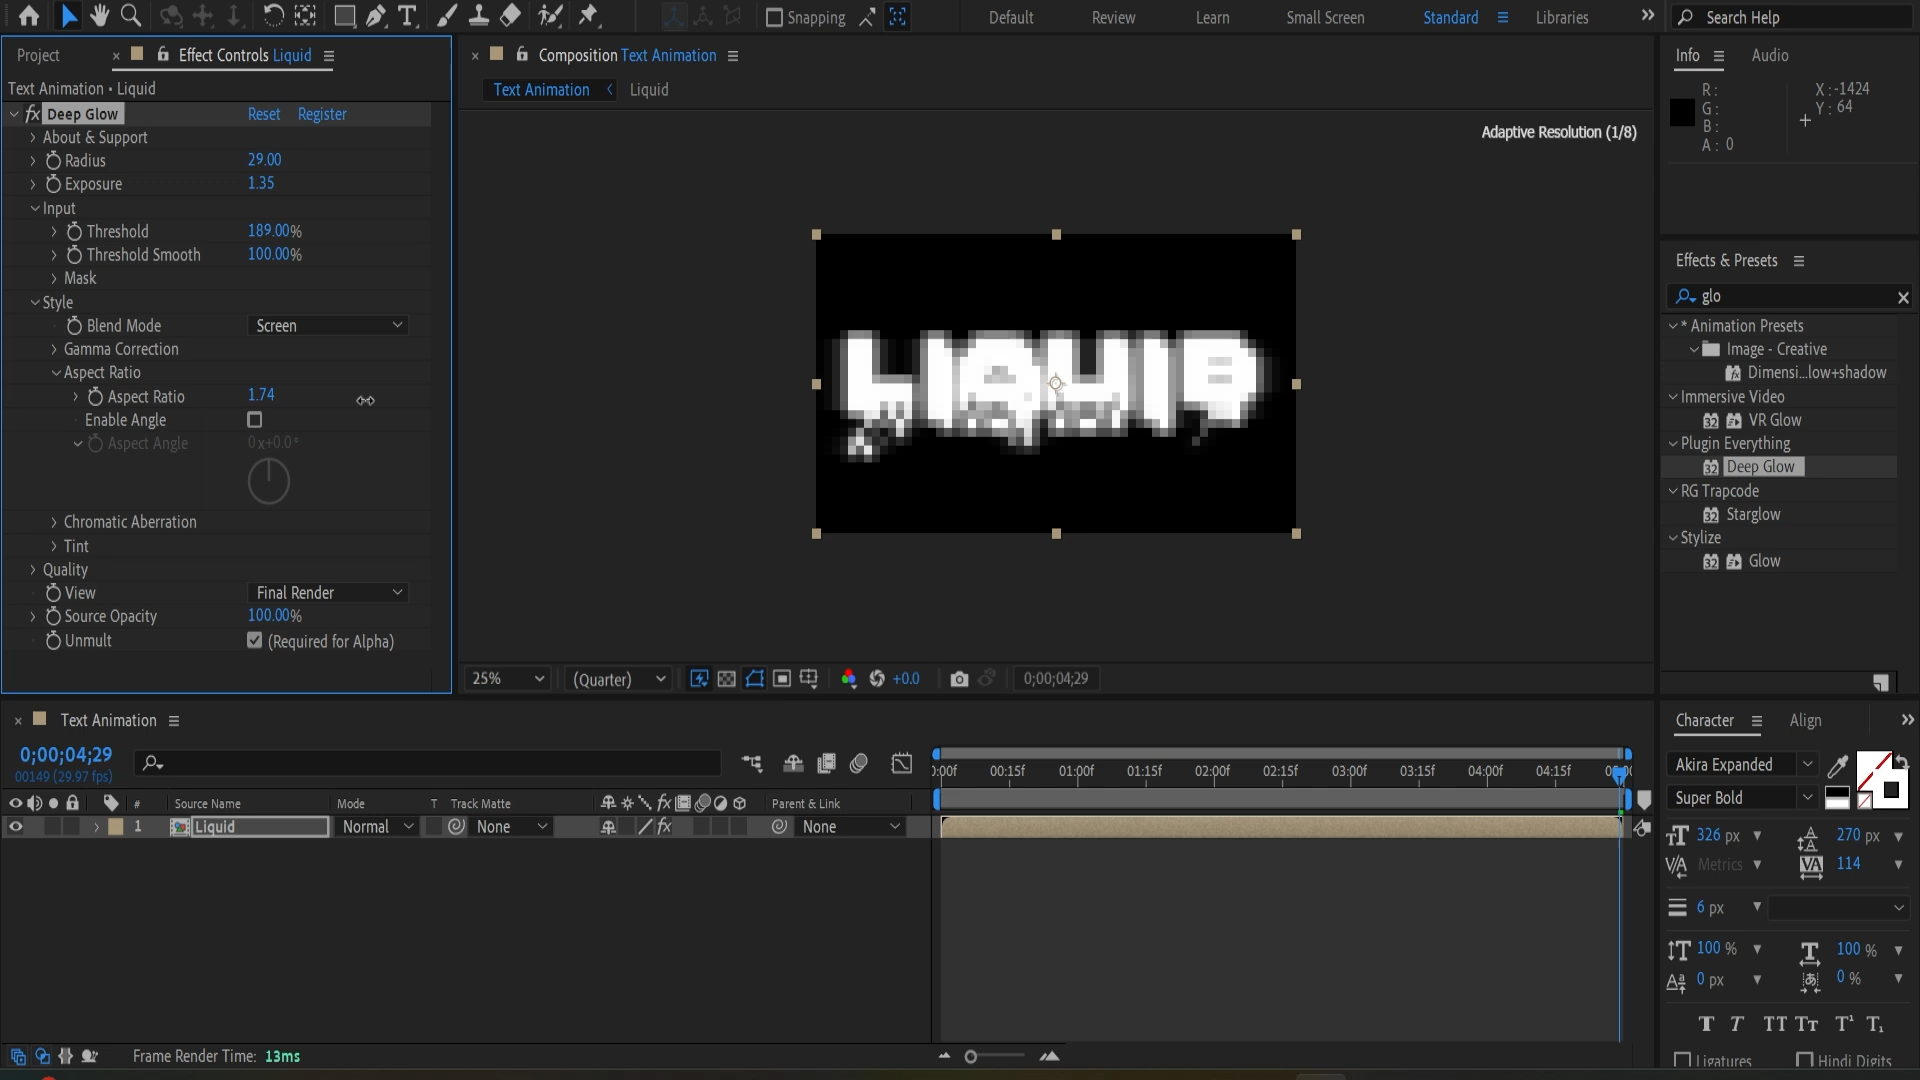 Snapping
Default
Review
Learn
Small Screen
Standard
Libraries
Search Help
Project
Effect Controls Liquid
Composition Text Animation
Info
Audio
Text Animation • Liquid
Text Animation
Liquid
R :
G :
B :
A : 0
X : -1424
Y : 64
fx Deep Glow
Reset
Register
Adaptive Resolution (1/8)
About & Support
Radius
29.00
Exposure
1.35
Input
Threshold
189.00%
Threshold Smooth
100.00%
Mask
Style
Blend Mode
Screen
Gamma Correction
Aspect Ratio
Aspect Ratio
1.74
Enable Angle
Aspect Angle
0x+0.0°
Chromatic Aberration
Tint
Quality
View
Final Render
Source Opacity
100.00%
Unmult
(Required for Alpha)
LIQUID
25%
(Quarter)
+0.0
0;00;04;29
Effects & Presets
glo
* Animation Presets
Image - Creative
Dimensi...low+shadow
Immersive Video
VR Glow
Plugin Everything
Deep Glow
RG Trapcode
Starglow
Stylize
Glow
Text Animation
0;00;04;29
00149 (29.97 fps)
00:15f
01:00f
01:15f
02:00f
02:15f
03:00f
03:15f
04:00f
04:15f
#
Source Name
Mode
T
Track Matte
Parent & Link
1
Liquid
Normal
None
None
Frame Render Time: 13ms
Character
Align
Akira Expanded
Super Bold
326 px
270 px
Metrics
114
6 px
100 %
100 %
0 px
0 %
T T TT Tt T¹ T₁
Ligatures
Hindi Digits